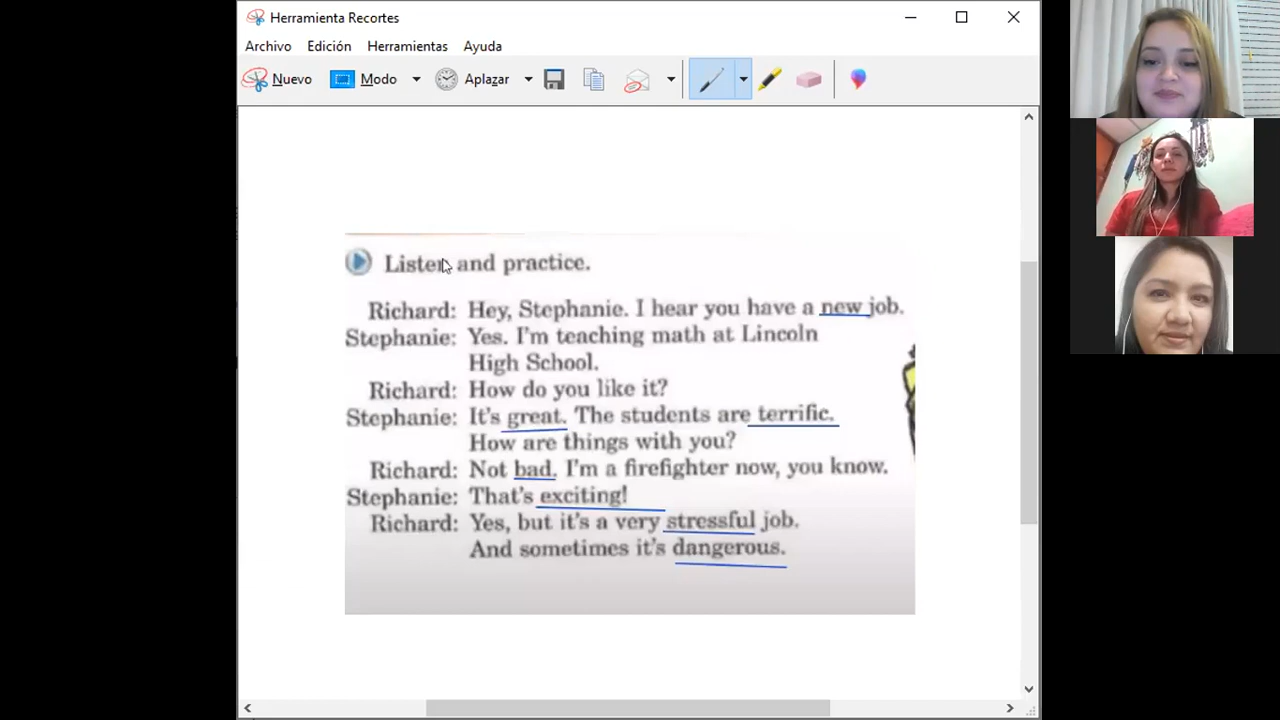 Herramienta Recortes
Archivo Edición Herramientas Ayuda
Nuevo Modo Aplazar
Listen and practice.
Richard: Hey, Stephanie. I hear you have a new job.
Stephanie: Yes. I'm teaching math at Lincoln
High School.
Richard: How do you like it?
Stephanie: It's great. The students are terrific.
How are things with you?
Richard: Not bad. I'm a firefighter now, you know.
Stephanie: That's exciting!
Richard: Yes, but it's a very stressful job.
And sometimes it's dangerous.